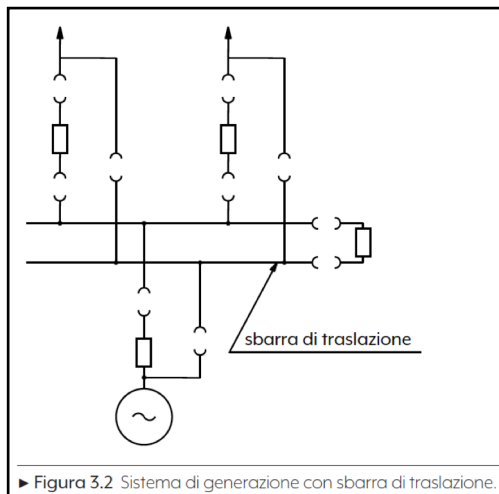 sbarra di traslazione
► Figura 3.2 Sistema di generazione con sbarra di traslazione.